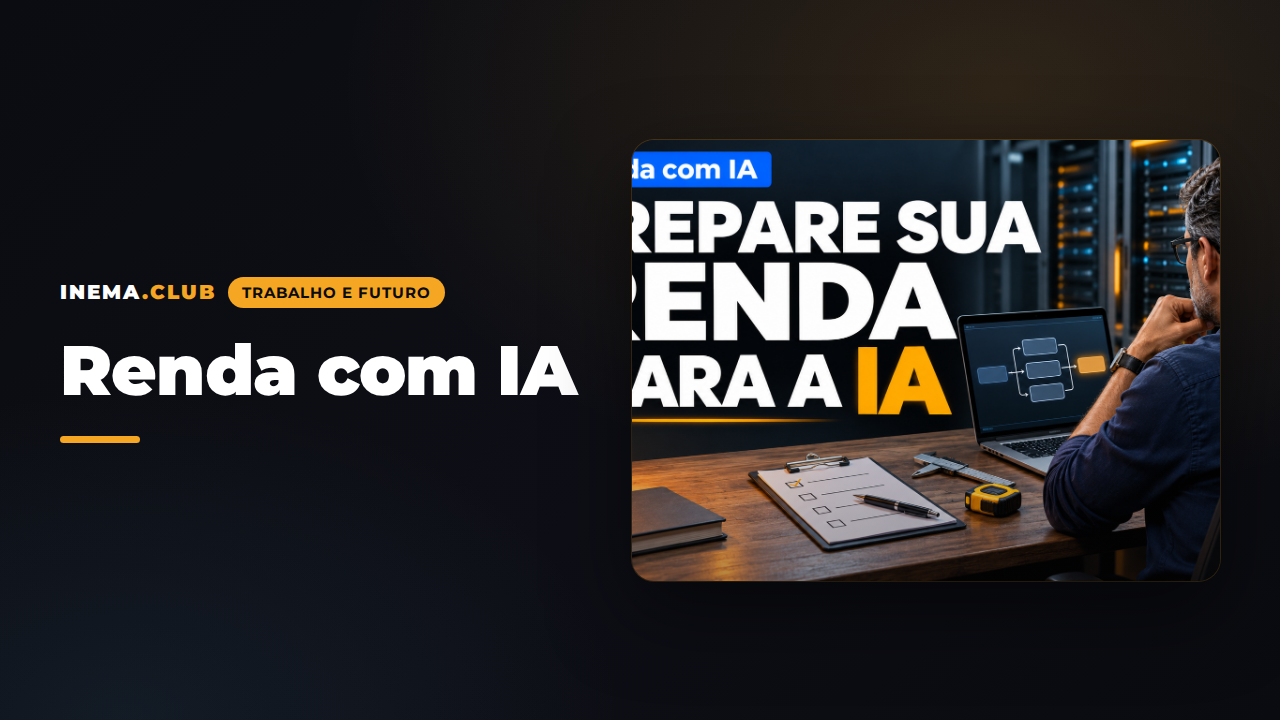 INEMA.CLUB
TRABALHO E FUTURO
Renda com IA
da com IA
REPARE SUA
RENDA
ARA A IA